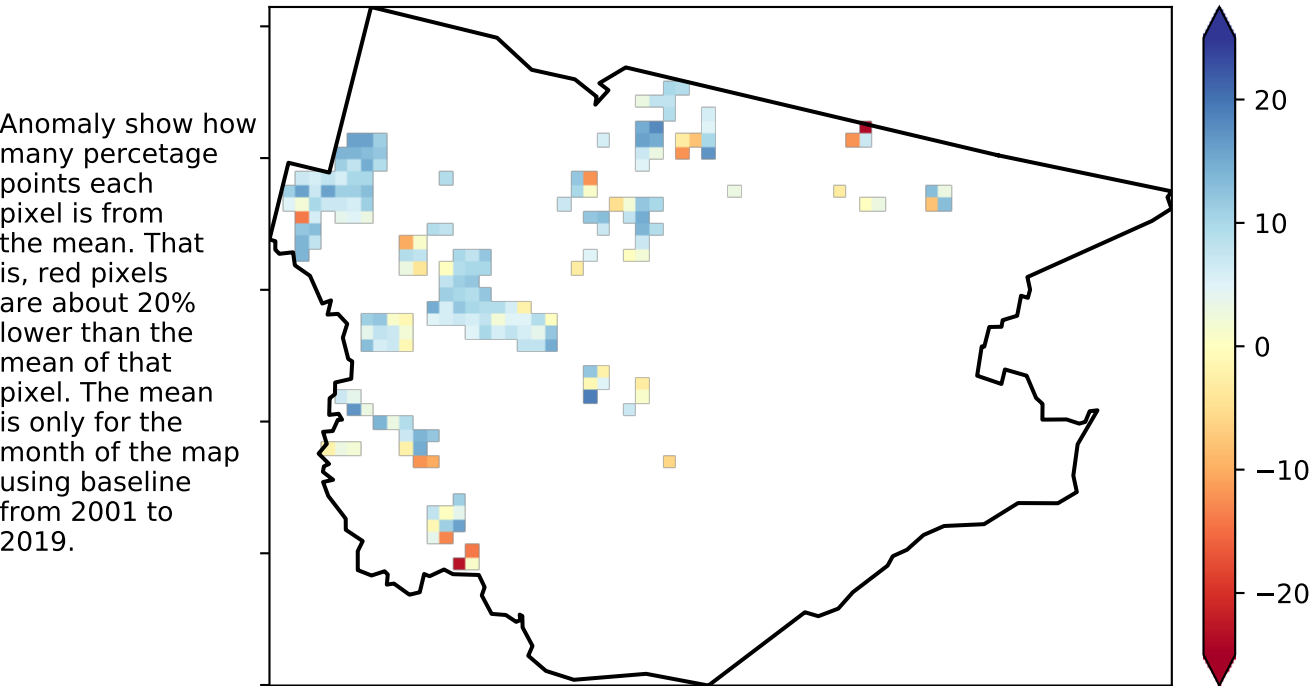 Anomaly show how
many percetage
points each
pixel is from
the mean. That
is, red pixels
are about 20%
lower than the
mean of that
pixel. The mean
is only for the
month of the map
using baseline
from 2001 to
2019.
20
10
0
−10
−20